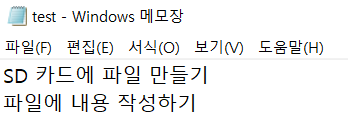 test - Windows 메모장
파일(F) 편집(E) 서식(O) 보기(V) 도움말(H)
SD 카드에 파일 만들기
파일에 내용 작성하기